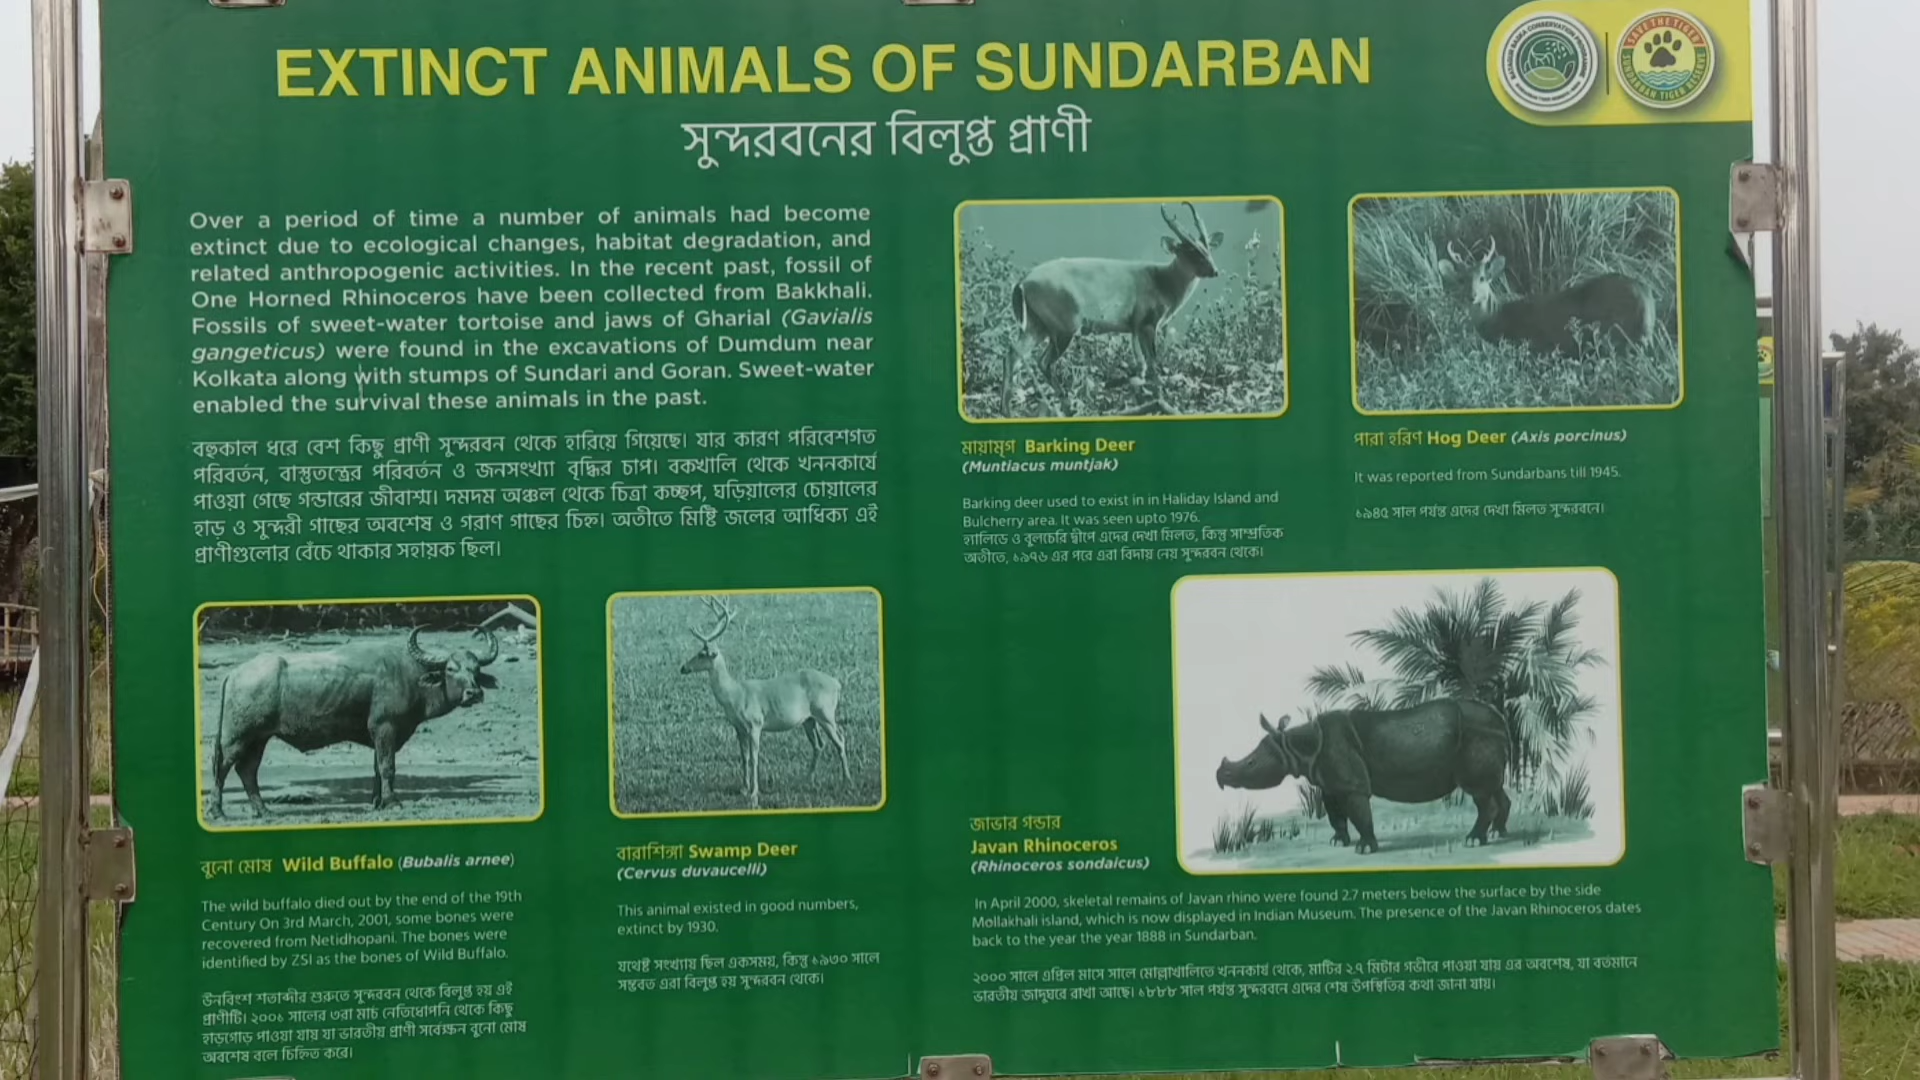 EXTINCT ANIMALS OF SUNDARBAN
সুন্দরবনের বিলুপ্ত প্রাণী
SAVE THE TIGER
SUNDARBAN TIGER RESERVE
Over a period of time a number of animals had become
extinct due to ecological changes, habitat degradation, and
related anthropogenic activities. In the recent past, fossil of
One Horned Rhinoceros have been collected from Bakkhali.
Fossils of sweet-water tortoise and jaws of Gharial (Gavialis
gangeticus) were found in the excavations of Dumdum near
Kolkata along with stumps of Sundari and Goran. Sweet-water
enabled the survival these animals in the past.
বহুকাল ধরে বেশ কিছু প্রাণী সুন্দরবন থেকে হারিয়ে গিয়েছে। যার কারণ পরিবেশগত
পরিবর্তন, বাস্তুতন্ত্রের পরিবর্তন ও জনসংখ্যা বৃদ্ধির চাপ। বকখালি থেকে খননকার্যে
পাওয়া গেছে গন্ডারের জীবাশ্ম। দমদম অঞ্চল থেকে চিত্রা কচ্ছপ, ঘড়িয়ালের চোয়ালের
হাড় ও সুন্দরী গাছের অবশেষ ও গরাণ গাছের চিহ্ন। অতীতে মিষ্টি জলের আধিক্য এই
প্রাণীগুলোর বেঁচে থাকার সহায়ক ছিল।
মায়ামৃগ Barking Deer
(Muntiacus muntjak)
Barking deer used to exist in in Haliday Island and
Bulcherry area. It was seen upto 1976.
হ্যালিডে ও বুলচেরি দ্বীপে এদের দেখা মিলত, কিন্তু সাম্প্রতিক
অতীতে, ১৯৭৬ এর পরে এরা বিদায় নেয় সুন্দরবন থেকে।
পারা হরিণ Hog Deer (Axis porcinus)
It was reported from Sundarbans till 1945.
১৯৪৫ সাল পর্যন্ত এদের দেখা মিলত সুন্দরবনে।
বুনো মোষ Wild Buffalo (Bubalis arnee)
The wild buffalo died out by the end of the 19th
Century On 3rd March, 2001, some bones were
recovered from Netidhopani. The bones were
identified by ZSI as the bones of Wild Buffalo.
উনবিংশ শতাব্দীর শুরুতে সুন্দরবন থেকে বিলুপ্ত হয় এই
প্রাণীটি। ২০০১ সালের ৩রা মার্চ নেতিধোপনি থেকে কিছু
হাড়গোড় পাওয়া যায় যা ভারতীয় প্রাণী সর্বেক্ষন বুনো মোষ
অবশেষ বলে চিহ্নিত করে।
বারাশিঙ্গা Swamp Deer
(Cervus duvaucelli)
This animal existed in good numbers,
extinct by 1930.
যথেষ্ট সংখ্যায় ছিল একসময়, কিন্তু ১৯৩০ সালে
সম্ভবত এরা বিলুপ্ত হয় সুন্দরবন থেকে।
জাভার গন্ডার
Javan Rhinoceros
(Rhinoceros sondaicus)
In April 2000, skeletal remains of Javan rhino were found 2.7 meters below the surface by the side
Mollakhali island, which is now displayed in Indian Museum. The presence of the Javan Rhinoceros dates
back to the year the year 1888 in Sundarban.
২০০০ সালে এপ্রিল মাসে সালে মোল্লাখালিতে খননকার্য থেকে, মাটির ২.৭ মিটার গভীরে পাওয়া যায় এর অবশেষ, যা বর্তমানে
ভারতীয় জাদুঘরে রাখা আছে। ১৮৮৮ সাল পর্যন্ত সুন্দরবনে এদের শেষ উপস্থিতির কথা জানা যায়।